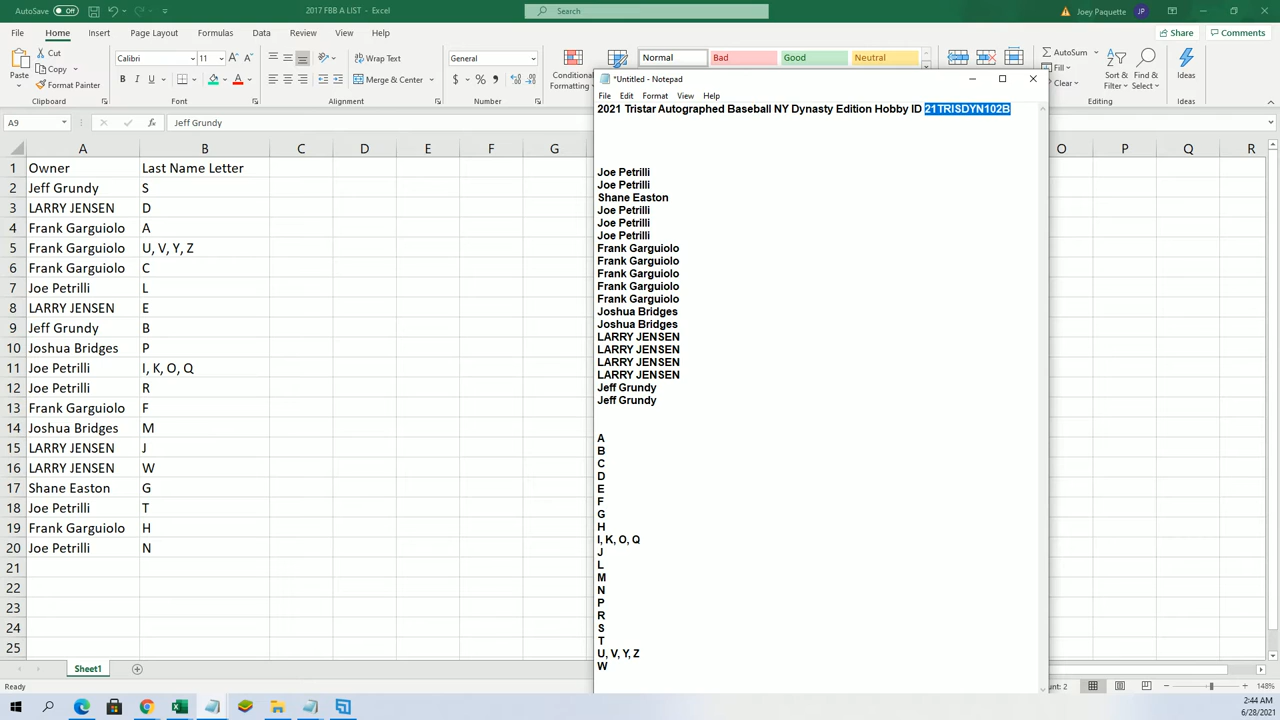 AutoSave Off 2017 FBB A LIST - Excel Search Joey Paquette JP
File Home Insert Page Layout Formulas Data Review View Help Share Comments
Paste Cut Copy Format Painter Clipboard
Calibri 11 Wrap Text Merge & Center Font Alignment
General Number Conditional Formatting
Normal Bad Good Neutral
AutoSum Fill Clear Sort & Filter Find & Select Ideas Editing Ideas
A9 Jeff Grundy
A B C D E F G O P Q R
1 Owner Last Name Letter
2 Jeff Grundy S
3 LARRY JENSEN D
4 Frank Garguiolo A
5 Frank Garguiolo U, V, Y, Z
6 Frank Garguiolo C
7 Joe Petrilli L
8 LARRY JENSEN E
9 Jeff Grundy B
10 Joshua Bridges P
11 Joe Petrilli I, K, O, Q
12 Joe Petrilli R
13 Frank Garguiolo F
14 Joshua Bridges M
15 LARRY JENSEN J
16 LARRY JENSEN W
17 Shane Easton G
18 Joe Petrilli T
19 Frank Garguiolo H
20 Joe Petrilli N
21
22
23
24
25
*Untitled - Notepad
File Edit Format View Help
2021 Tristar Autographed Baseball NY Dynasty Edition Hobby ID 21TRISDYN102B
Joe Petrilli
Joe Petrilli
Shane Easton
Joe Petrilli
Joe Petrilli
Joe Petrilli
Frank Garguiolo
Frank Garguiolo
Frank Garguiolo
Frank Garguiolo
Frank Garguiolo
Joshua Bridges
Joshua Bridges
LARRY JENSEN
LARRY JENSEN
LARRY JENSEN
LARRY JENSEN
Jeff Grundy
Jeff Grundy
A
B
C
D
E
F
G
H
I, K, O, Q
J
L
M
N
P
R
S
T
U, V, Y, Z
W
Sheet1
Ready unt: 2 148%
2:44 AM
6/28/2021